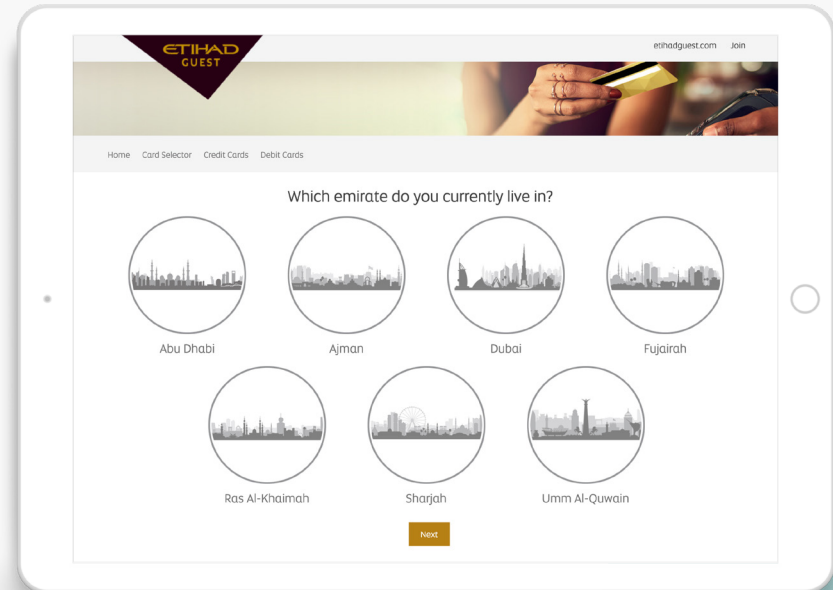 ETIHAD
GUEST
etihadguest.com Join
Home Card Selector Credit Cards Debit Cards
Which emirate do you currently live in?
Abu Dhabi Ajman Dubai Fujairah
Ras Al-Khaimah Sharjah Umm Al-Quwain
Next